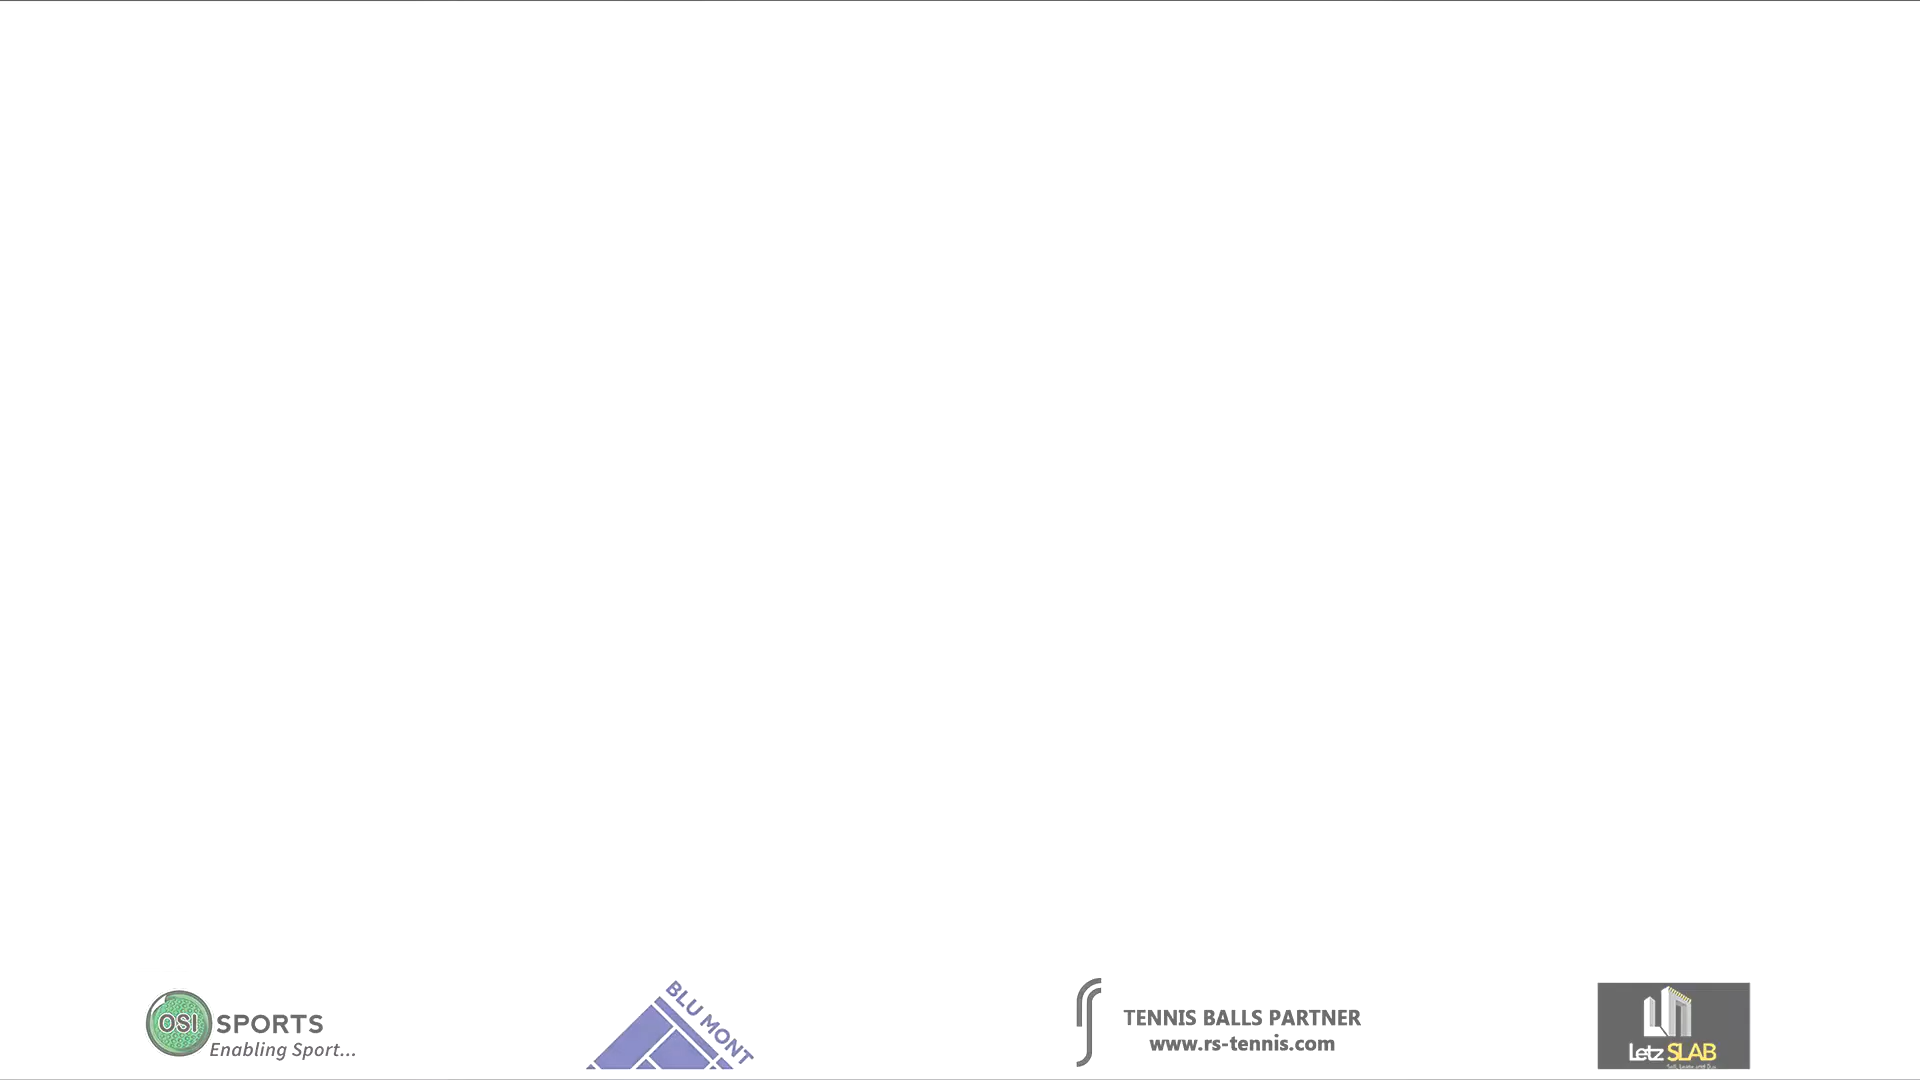 OSI SPORTS
Enabling Sport...
BLU MONT
TENNIS BALLS PARTNER
www.rs-tennis.com
Letz SLAB